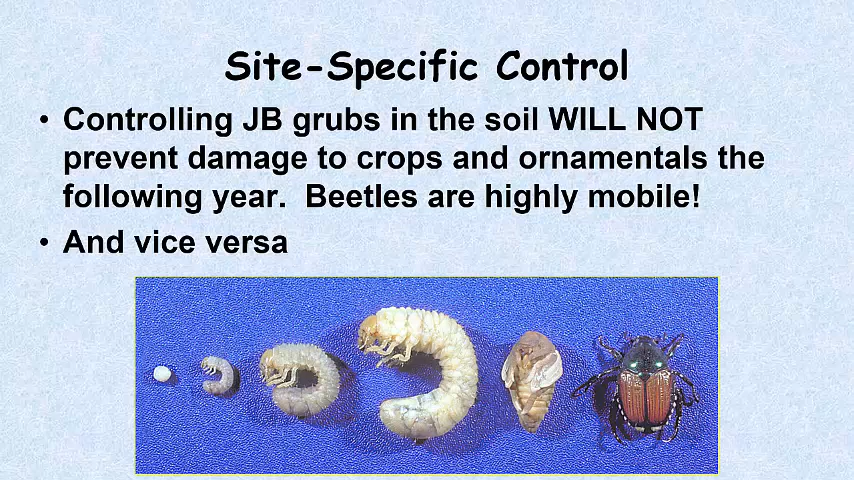 Site-Specific Control
• Controlling JB grubs in the soil WILL NOT
prevent damage to crops and ornamentals the
following year.  Beetles are highly mobile!
• And vice versa